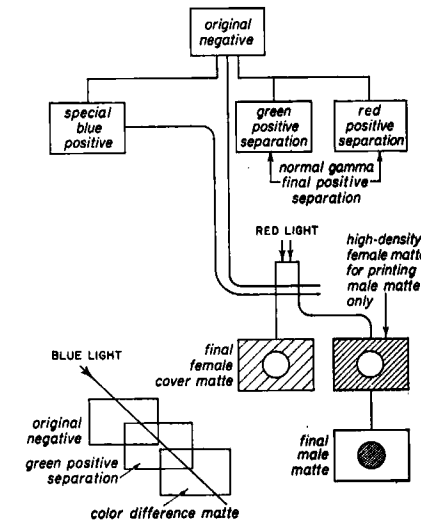 original
negative
special
blue
positive
green
positive
separation
red
positive
separation
normal gamma
final positive
separation
RED LIGHT
high-density
female matte
for printing
male matte
only
final
female
cover matte
BLUE LIGHT
original
negative
green positive
separation
color difference matte
final
male
matte